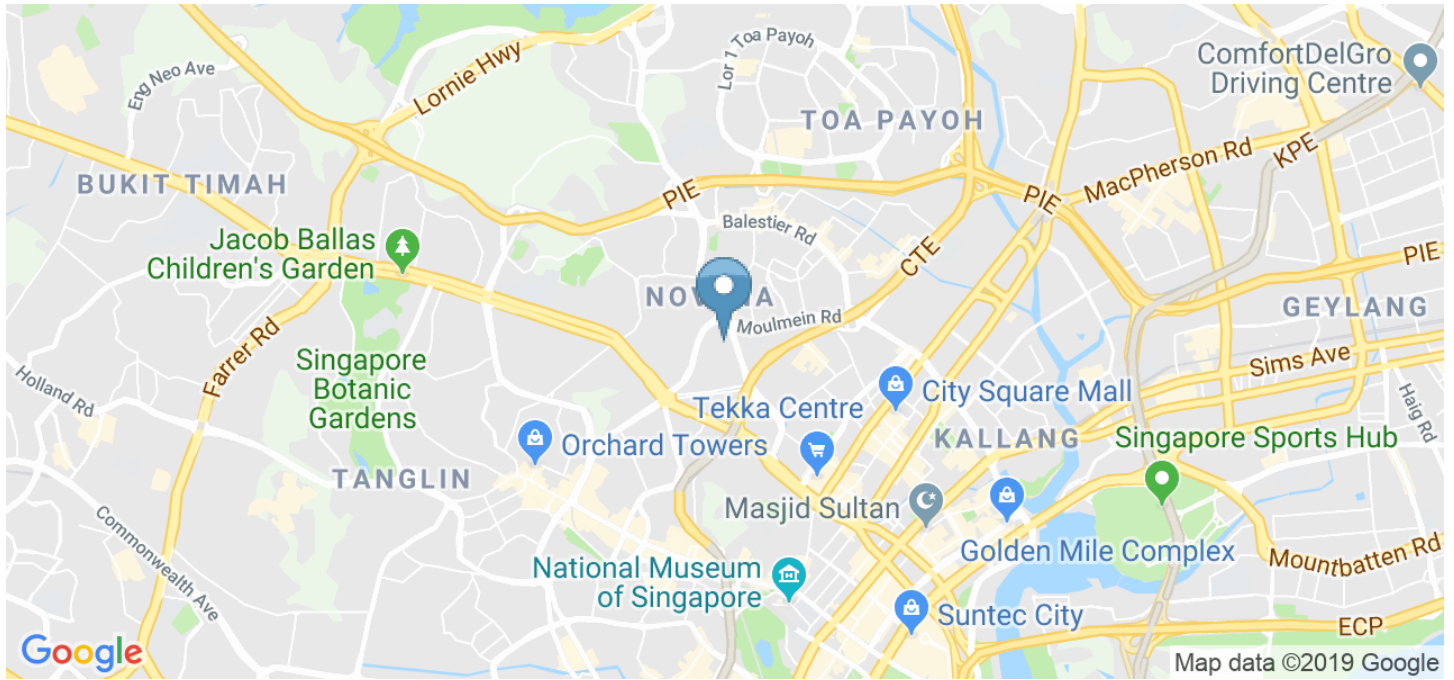 Lor 1 Toa Payoh
Eng Neo Ave
Lornie Hwy
ComfortDelGro
Driving Centre
TOA PAYOH
KPE
MacPherson Rd
BUKIT TIMAH
PIE
PIE
Balestier Rd
Jacob Ballas
Children's Garden
CTE
PIE
Moulmein Rd
GEYLANG
Farrer Rd
Singapore
Botanic
Gardens
Sims Ave
Holland Rd
Haig Rd
City Square Mall
Tekka Centre
KALLANG
Singapore Sports Hub
Orchard Towers
TANGLIN
Masjid Sultan
Commonwealth Ave
Golden Mile Complex
Mountbatten Rd
National Museum
of Singapore
Suntec City
ECP
Google
Map data ©2019 Google